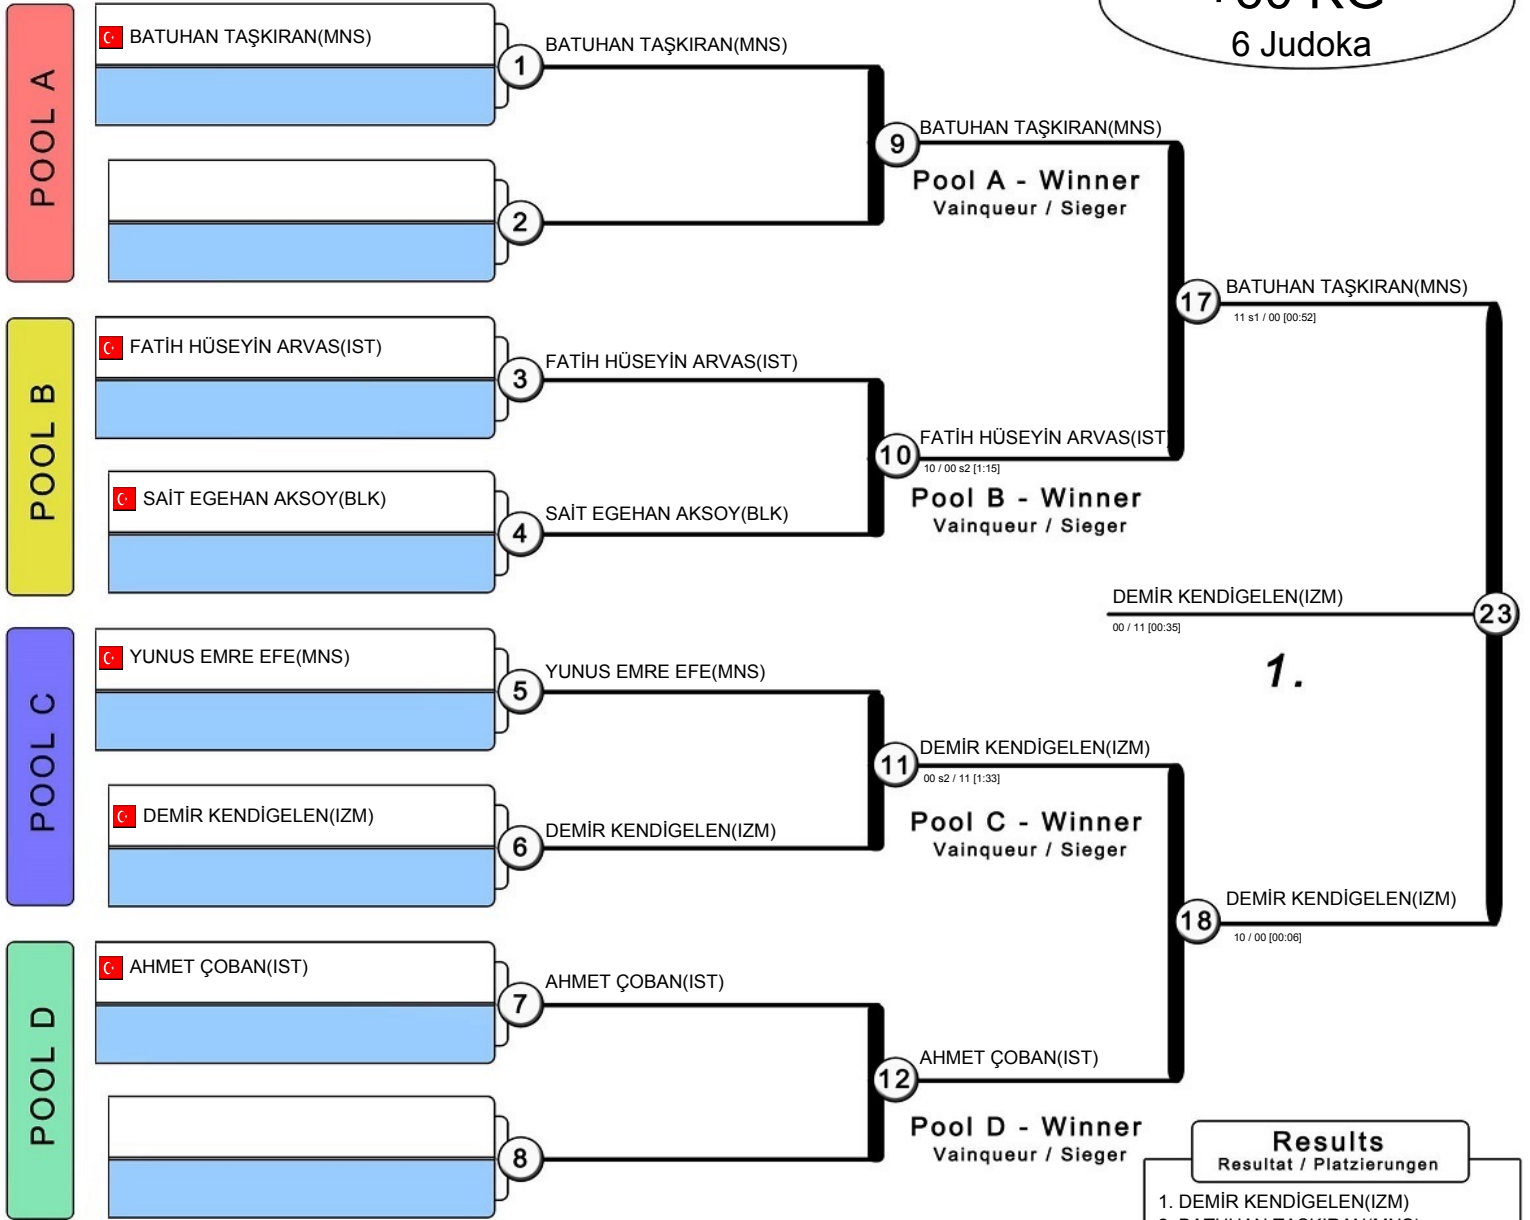 6 Judoka
POOL A
BATUHAN TAŞKIRAN(MNS)
1
BATUHAN TAŞKIRAN(MNS)
2
9
BATUHAN TAŞKIRAN(MNS)
Pool A - Winner
Vainqueur / Sieger
POOL B
FATİH HÜSEYİN ARVAS(IST)
3
FATİH HÜSEYİN ARVAS(IST)
SAİT EGEHAN AKSOY(BLK)
4
SAİT EGEHAN AKSOY(BLK)
10
FATİH HÜSEYİN ARVAS(IST)
10 / 00 s2 [1:15]
Pool B - Winner
Vainqueur / Sieger
17
BATUHAN TAŞKIRAN(MNS)
11 s1 / 00 [00:52]
POOL C
YUNUS EMRE EFE(MNS)
5
YUNUS EMRE EFE(MNS)
DEMİR KENDİGELEN(IZM)
6
DEMİR KENDİGELEN(IZM)
11
DEMİR KENDİGELEN(IZM)
00 s2 / 11 [1:33]
Pool C - Winner
Vainqueur / Sieger
POOL D
AHMET ÇOBAN(IST)
7
AHMET ÇOBAN(IST)
8
12
AHMET ÇOBAN(IST)
Pool D - Winner
Vainqueur / Sieger
18
DEMİR KENDİGELEN(IZM)
10 / 00 [00:06]
DEMİR KENDİGELEN(IZM)
23
00 / 11 [00:35]
1.
Results
Resultat / Platzierungen
1. DEMİR KENDİGELEN(IZM)